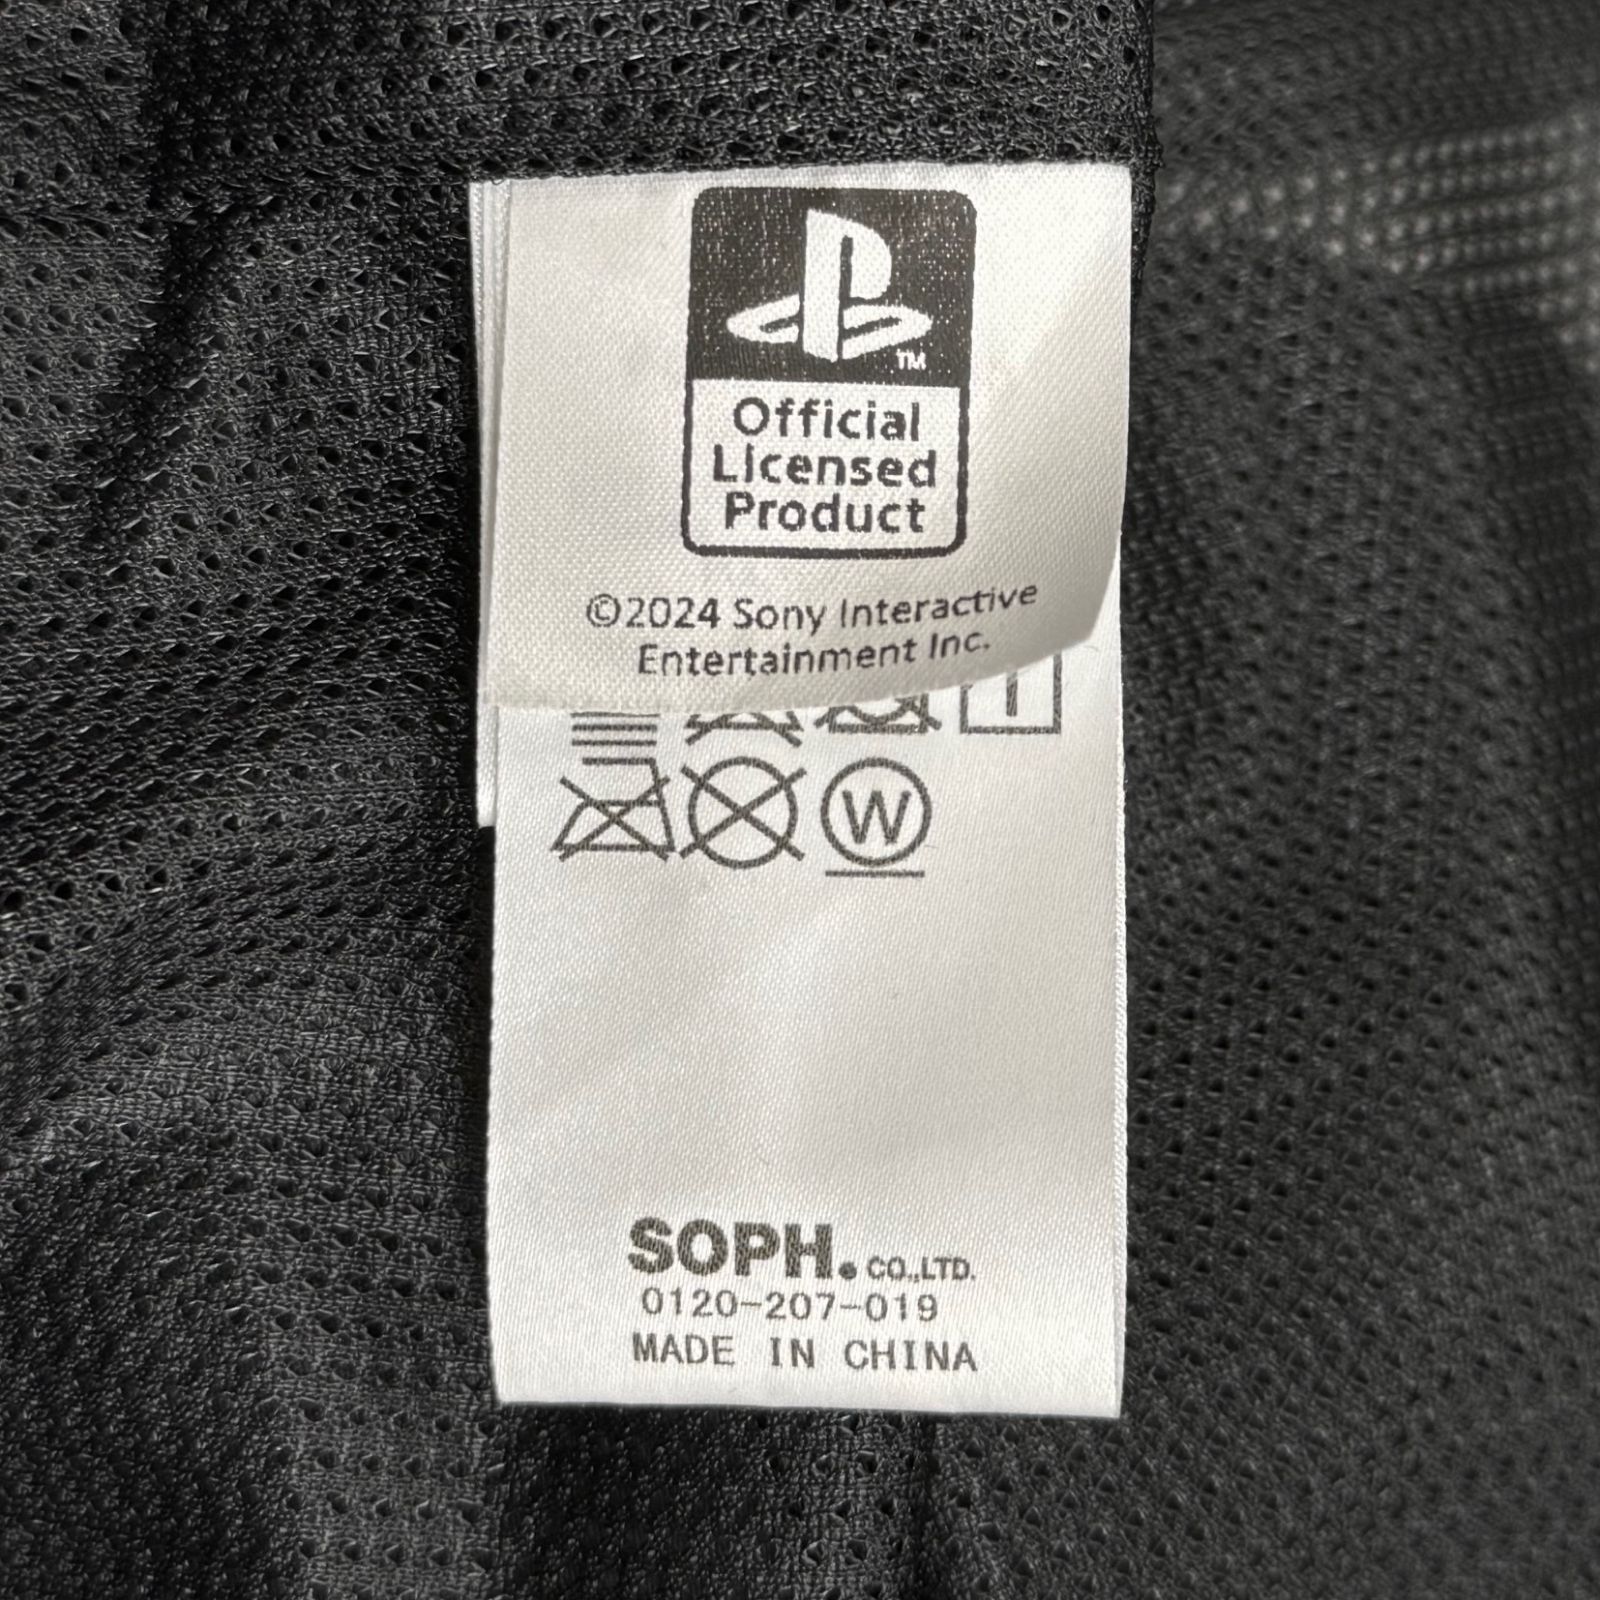 TM
Official
Licensed
Product
©2024 Sony Interactive
Entertainment Inc.
W
SOPH. CO.,LTD.
0120-207-019
MADE IN CHINA